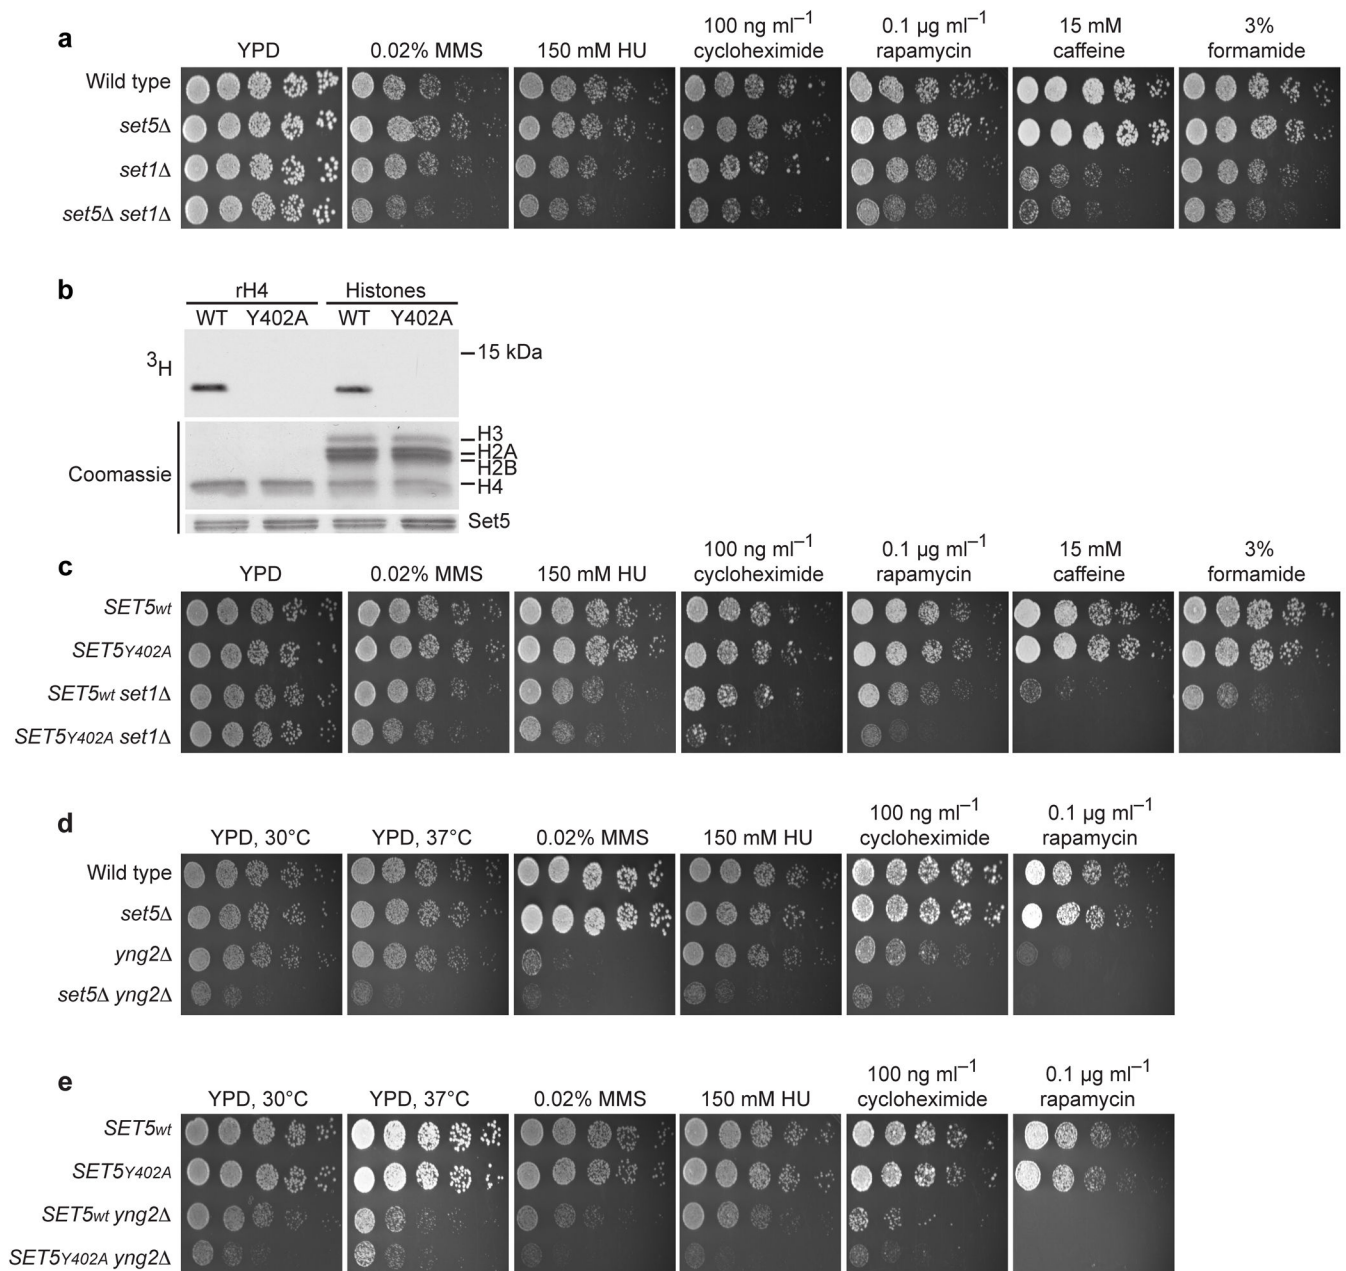 a
YPD
0.02% MMS
150 mM HU
100 ng ml–1
cycloheximide
0.1 µg ml–1
rapamycin
15 mM
caffeine
3%
formamide
Wild type
set5Δ
set1Δ
set5Δ set1Δ
b
rH4
Histones
WT
Y402A
WT
Y402A
3H
15 kDa
Coomassie
H3
H2A
H2B
H4
Set5
c
YPD
0.02% MMS
150 mM HU
100 ng ml–1
cycloheximide
0.1 µg ml–1
rapamycin
15 mM
caffeine
3%
formamide
SET5wt
SET5Y402A
SET5wt set1Δ
SET5Y402A set1Δ
d
YPD, 30°C
YPD, 37°C
0.02% MMS
150 mM HU
100 ng ml–1
cycloheximide
0.1 µg ml–1
rapamycin
Wild type
set5Δ
yng2Δ
set5Δ yng2Δ
e
YPD, 30°C
YPD, 37°C
0.02% MMS
150 mM HU
100 ng ml–1
cycloheximide
0.1 µg ml–1
rapamycin
SET5wt
SET5Y402A
SET5wt yng2Δ
SET5Y402A yng2Δ